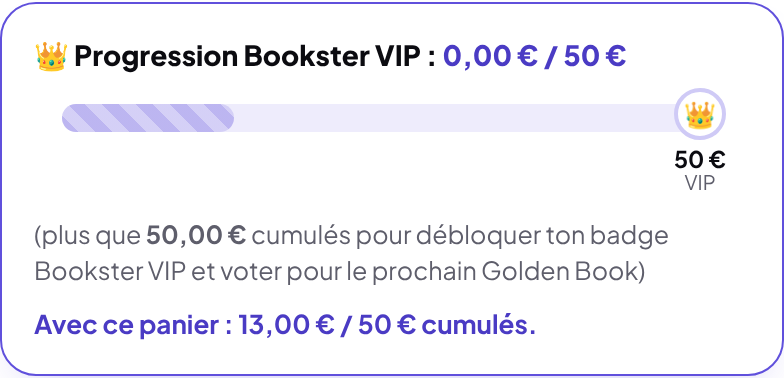 👑 Progression Bookster VIP : 0,00 € / 50 €
50 €
VIP
(plus que 50,00 € cumulés pour débloquer ton badge
Bookster VIP et voter pour le prochain Golden Book)
Avec ce panier : 13,00 € / 50 € cumulés.